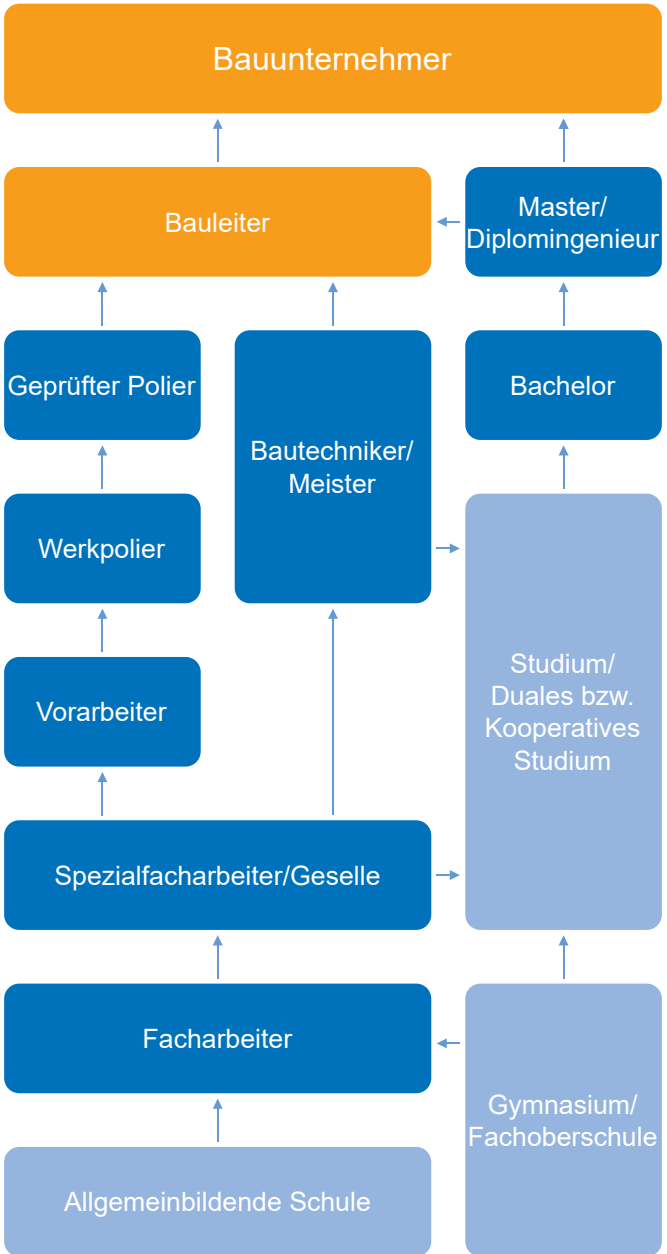 Bauunternehmer
Bauleiter
Master/
Diplomingenieur
Geprüfter Polier
Bautechniker/
Meister
Bachelor
Werkpolier
Vorarbeiter
Studium/
Duales bzw.
Kooperatives
Studium
Spezialfacharbeiter/Geselle
Facharbeiter
Gymnasium/
Fachoberschule
Allgemeinbildende Schule